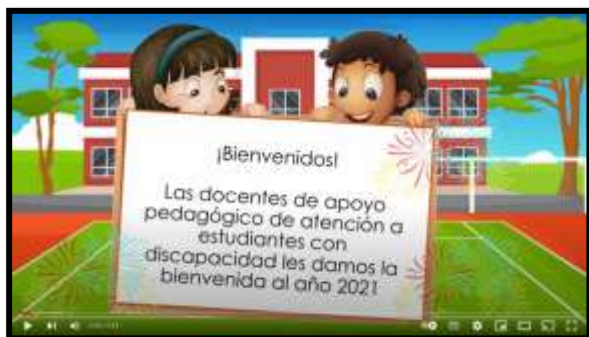 ¡Bienvenidos!
Las docentes de apoyo
pedagógico de atención a
estudiantes con
discapacidad les damos la
bienvenida al año 2021